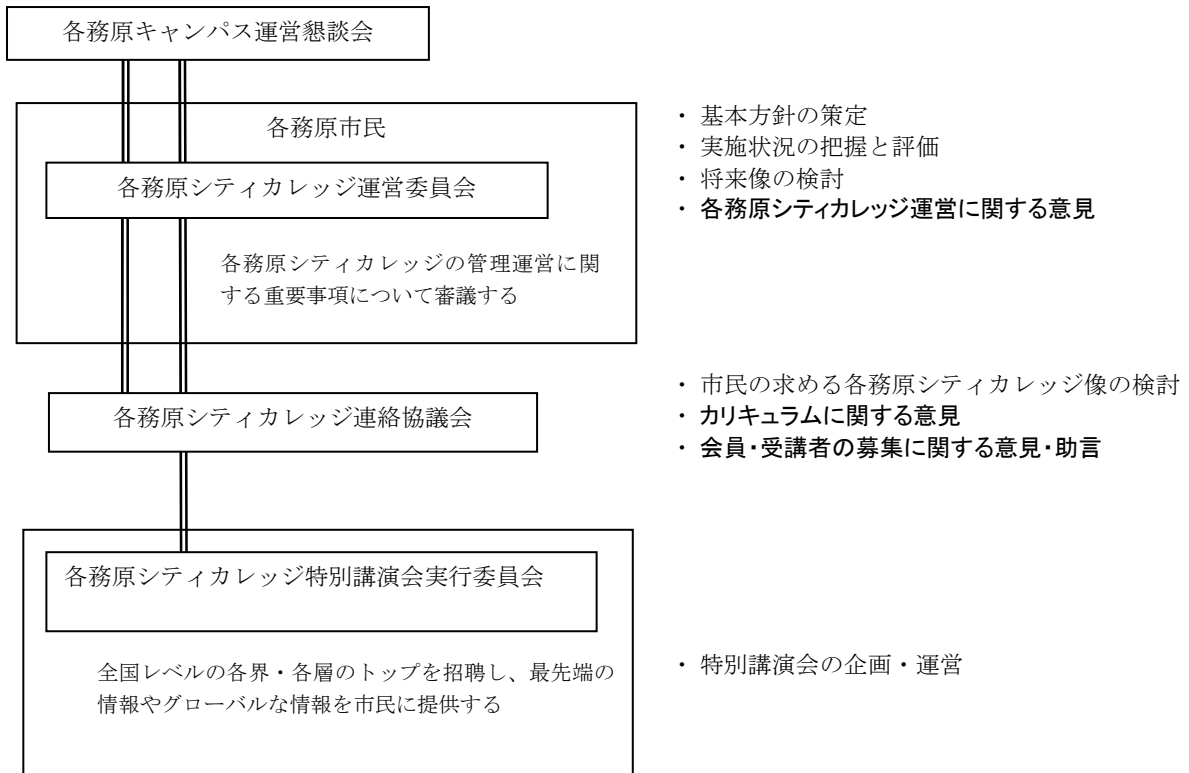 各務原キャンパス運営懇談会
各務原市民
各務原シティカレッジ運営委員会
各務原シティカレッジの管理運営に関
する重要事項について審議する
・ 基本方針の策定
・ 実施状況の把握と評価
・ 将来像の検討
・ 各務原シティカレッジ運営に関する意見
各務原シティカレッジ連絡協議会
・ 市民の求める各務原シティカレッジ像の検討
・ カリキュラムに関する意見
・ 会員・受講者の募集に関する意見・助言
各務原シティカレッジ特別講演会実行委員会
全国レベルの各界・各層のトップを招聘し、最先端の
情報やグローバルな情報を市民に提供する
・ 特別講演会の企画・運営